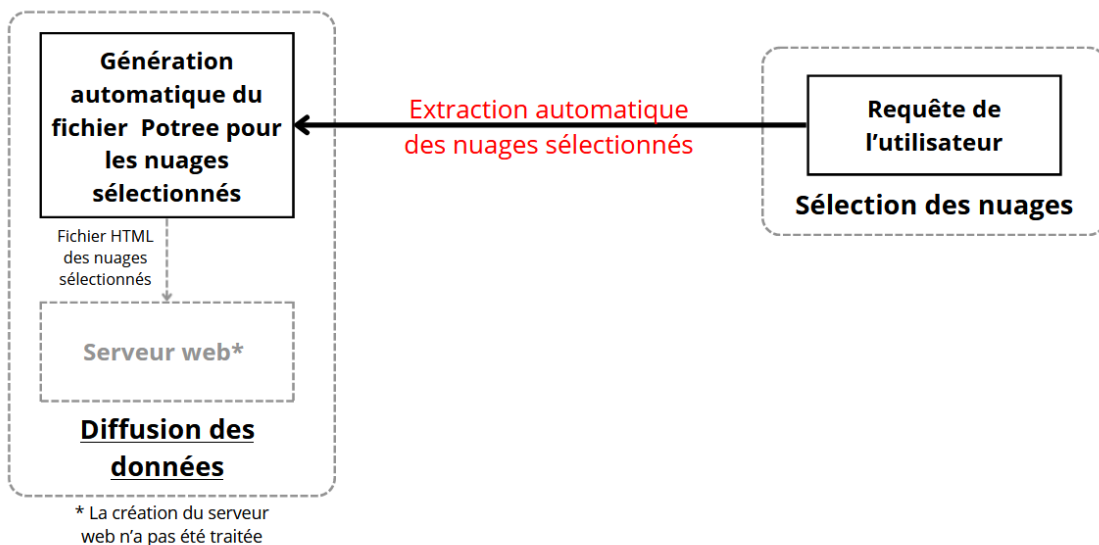 Génération
automatique du
fichier Potree pour
les nuages
sélectionnés
Fichier HTML
des nuages
sélectionnés
Serveur web*
Diffusion des
données
* La création du serveur
web n’a pas été traitée
Extraction automatique
des nuages sélectionnés
Requête de
l’utilisateur
Sélection des nuages